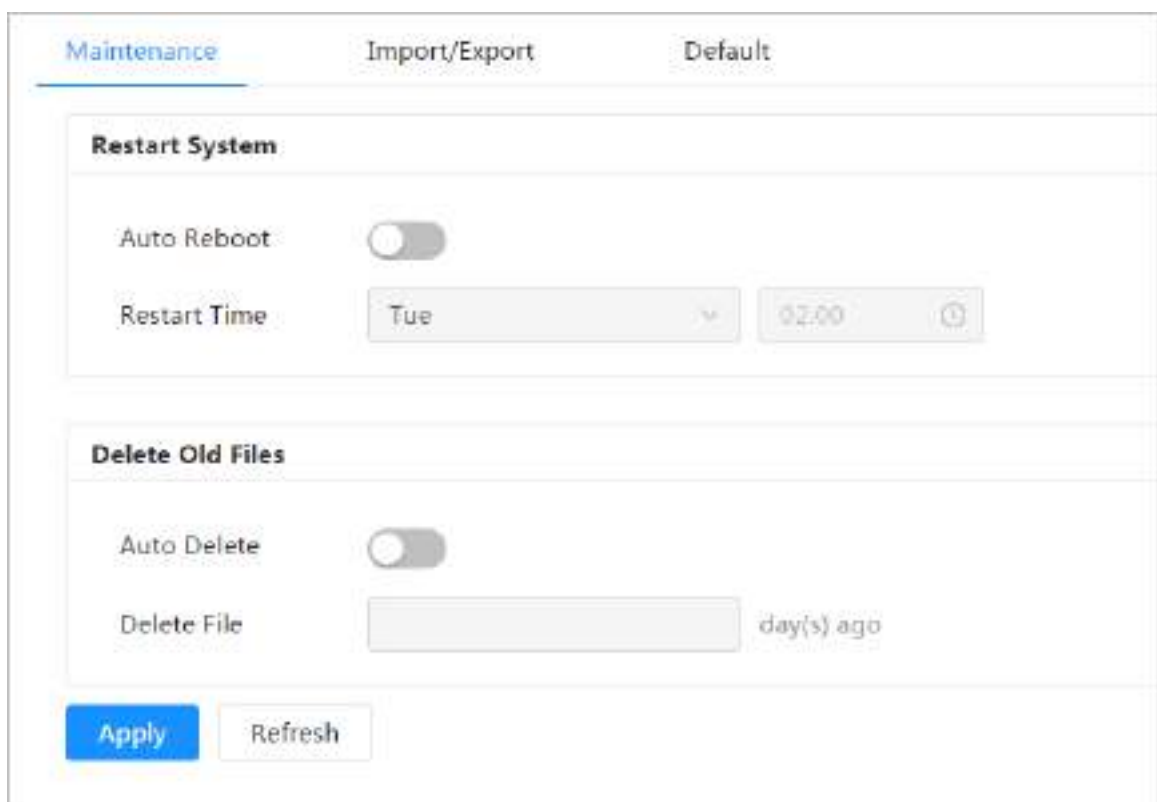 Maintenance Import/Export Default
Restart System
Auto Reboot
Restart Time Tue 02.00
Delete Old Files
Auto Delete
Delete File day(s) ago
Apply Refresh